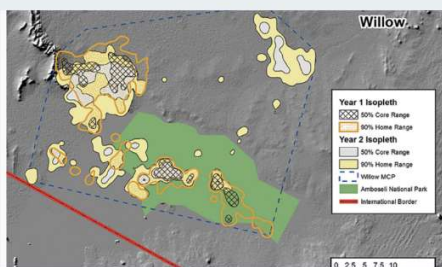 Willow
Year 1 Isopleth
50% Core Range
90% Home Range
Year 2 Isopleth
50% Core Range
90% Home Range
Willow MCP
Amboseli National Park
International Border
0 2.5 5 7.5 10